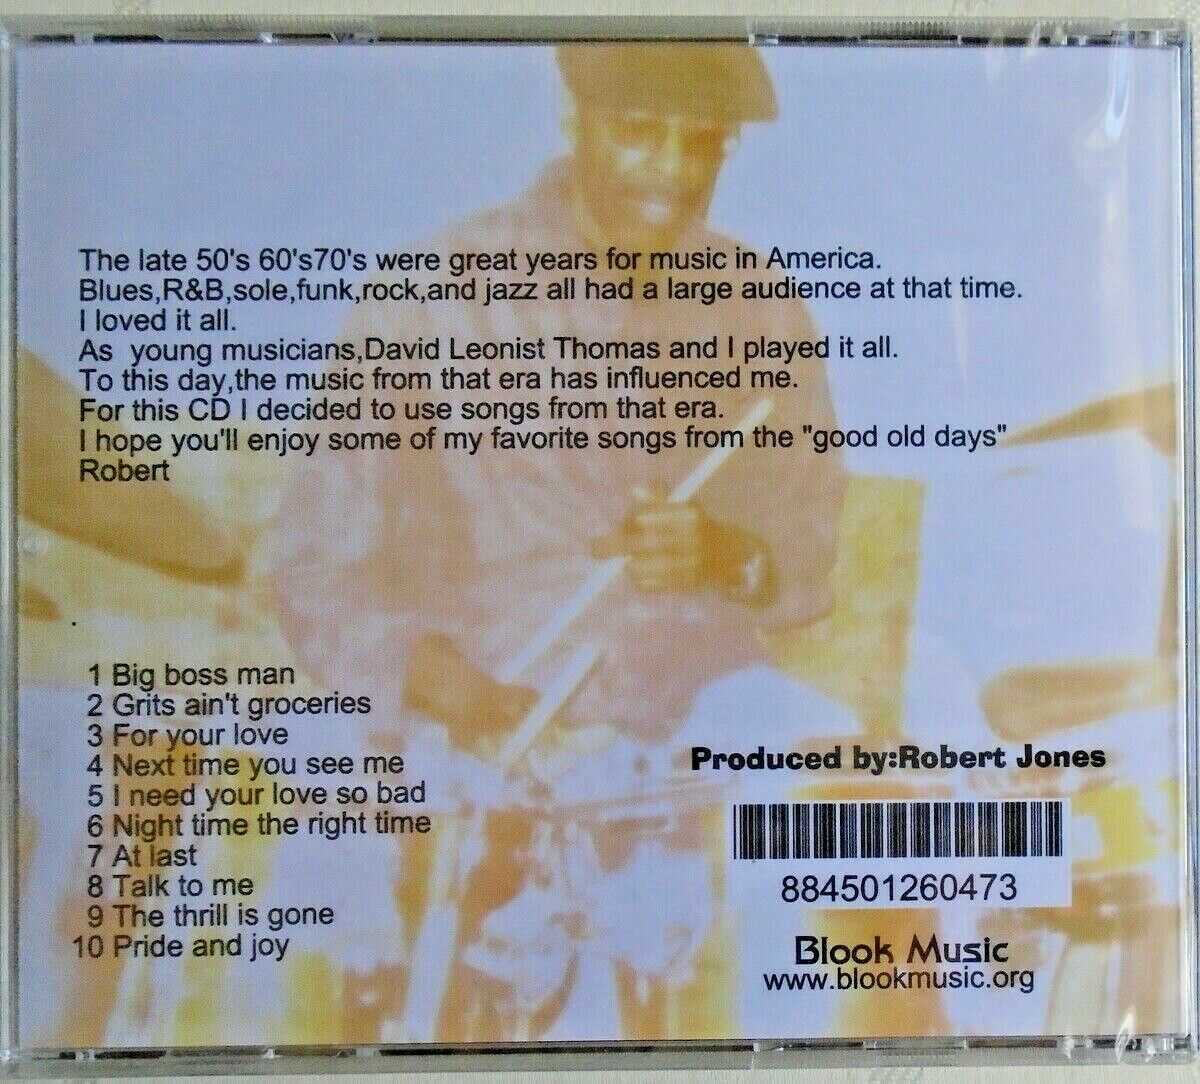 The late 50's 60's70's were great years for music in America.
Blues,R&B,sole,funk,rock,and jazz all had a large audience at that time.
I loved it all.
As  young musicians,David Leonist Thomas and I played it all.
To this day,the music from that era has influenced me.
For this CD I decided to use songs from that era.
I hope you'll enjoy some of my favorite songs from the "good old days"
Robert
1 Big boss man
2 Grits ain't groceries
3 For your love
4 Next time you see me
5 I need your love so bad
6 Night time the right time
7 At last
8 Talk to me
9 The thrill is gone
10 Pride and joy
Produced by:Robert Jones
884501260473
Blook Music
www.blookmusic.org